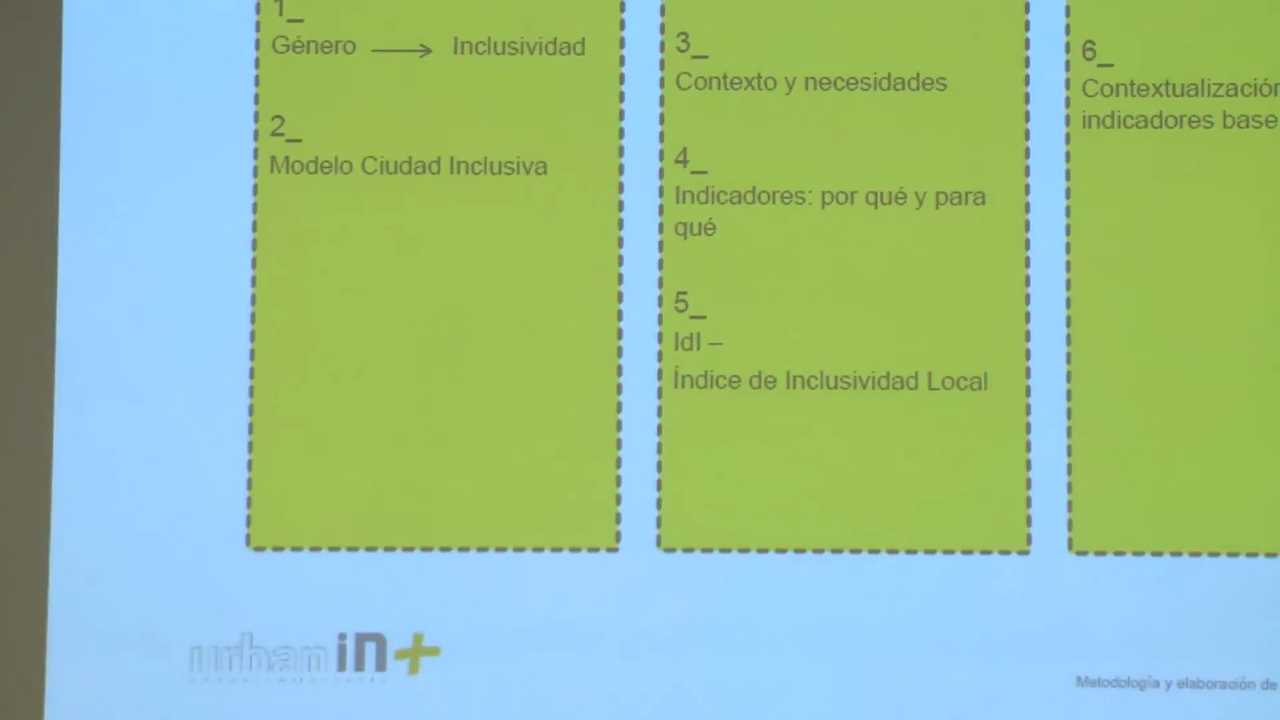 1_
Género → Inclusividad
2_
Modelo Ciudad Inclusiva
3_
Contexto y necesidades
4_
Indicadores: por qué y para
qué
5_
IdI –
Índice de Inclusividad Local
6_
Contextualización
indicadores base
urban in+
Metodología y elaboración de